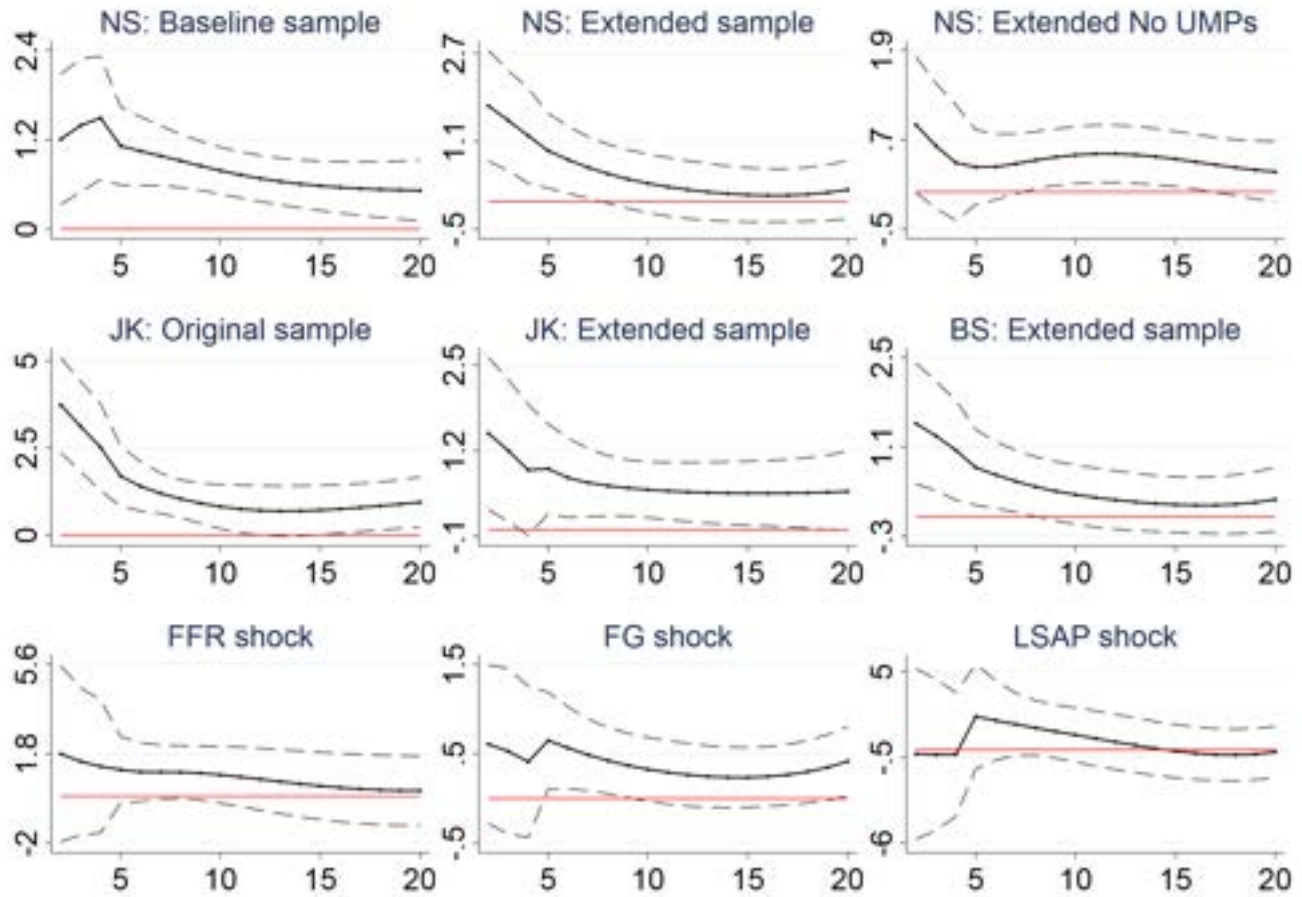 NS: Baseline sample
2.4
1.2
0
5 10 15 20
NS: Extended sample
2.7
1.1
-.5
5 10 15 20
NS: Extended No UMPs
1.9
.7
-.5
5 10 15 20
JK: Original sample
5
2.5
0
5 10 15 20
JK: Extended sample
2.5
1.2
-.1
5 10 15 20
BS: Extended sample
2.5
1.1
-.3
5 10 15 20
FFR shock
5.6
1.8
-2
5 10 15 20
FG shock
1.5
.5
-.5
5 10 15 20
LSAP shock
5
-.5
-6
5 10 15 20